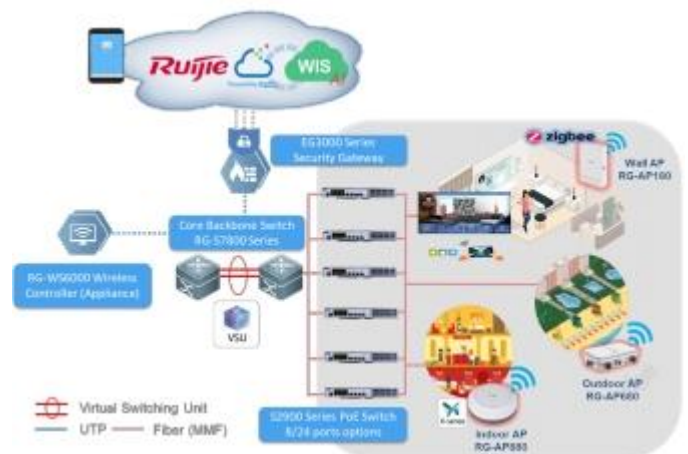 Ruijie
WIS
EG3000 Series
Security Gateway
zigbee
Wall AP
RG-AP180
Core Backbone Switch
RG-S7800 Series
RG-WS6000 Wireless
Controller (Appliance)
VSU
Outdoor AP
RG-AP680
Virtual Switching Unit
UTP
Fiber (MMF)
S2900 Series PoE Switch
8/24 ports options
Indoor AP
RG-AP880